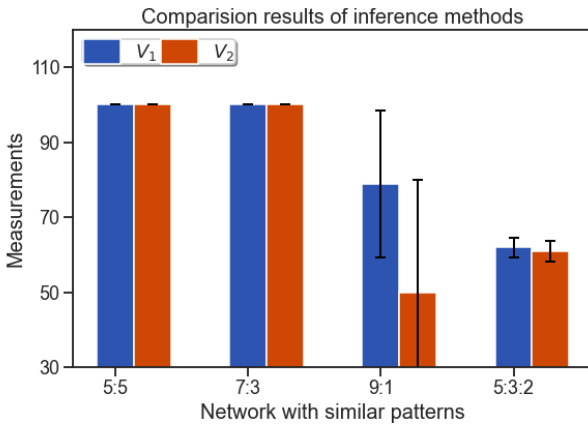 Comparision results of inference methods
V₁ V₂
Measurements
110
90
70
50
30
5:5 7:3 9:1 5:3:2
Network with similar patterns